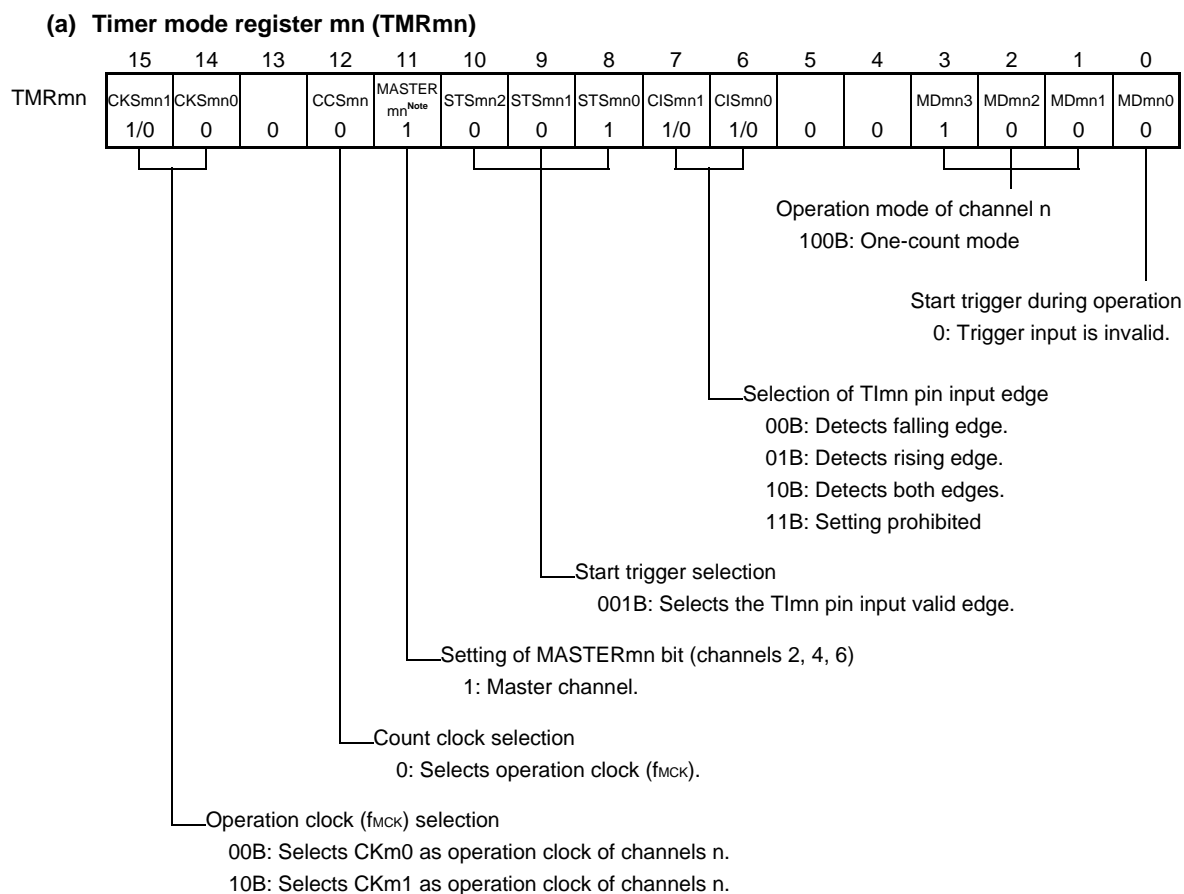 (a) Timer mode register mn (TMRmn)
15 14 13 12 11 10 9 8 7 6 5 4 3 2 1 0
TMRmn CKSmn1 CKSmn0 CCSmn MASTER mnNote STSmn2 STSmn1 STSmn0 CISmn1 CISmn0 MDmn3 MDmn2 MDmn1 MDmn0
1/0 0 0 0 1 0 0 1 1/0 1/0 0 0 1 0 0 0
Operation mode of channel n
100B: One-count mode
Start trigger during operation
0: Trigger input is invalid.
Selection of TImn pin input edge
00B: Detects falling edge.
01B: Detects rising edge.
10B: Detects both edges.
11B: Setting prohibited
Start trigger selection
001B: Selects the TImn pin input valid edge.
Setting of MASTERmn bit (channels 2, 4, 6)
1: Master channel.
Count clock selection
0: Selects operation clock (fMCK).
Operation clock (fMCK) selection
00B: Selects CKm0 as operation clock of channels n.
10B: Selects CKm1 as operation clock of channels n.